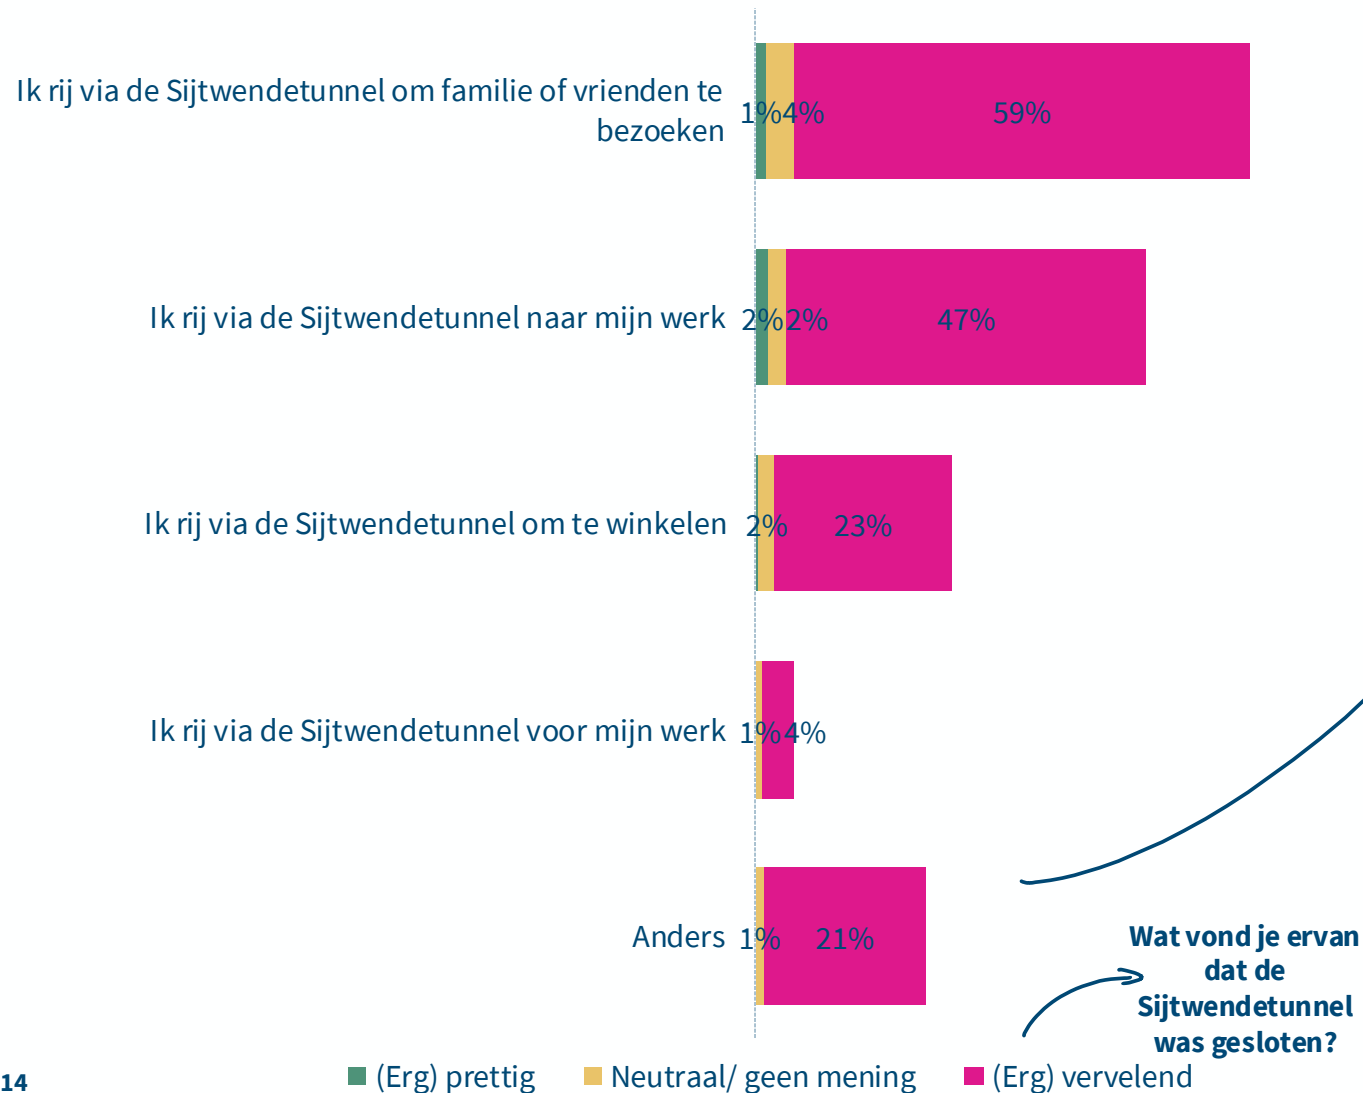 Ik rij via de Sijtwendetunnel om familie of vrienden te
bezoeken
1% 4% 59%
Ik rij via de Sijtwendetunnel naar mijn werk
2% 2% 47%
Ik rij via de Sijtwendetunnel om te winkelen
2% 23%
Ik rij via de Sijtwendetunnel voor mijn werk
1% 4%
Anders
1% 21%
Wat vond je ervan
dat de
Sijtwendetunnel
was gesloten?
(Erg) prettig
Neutraal/ geen mening
(Erg) vervelend
14